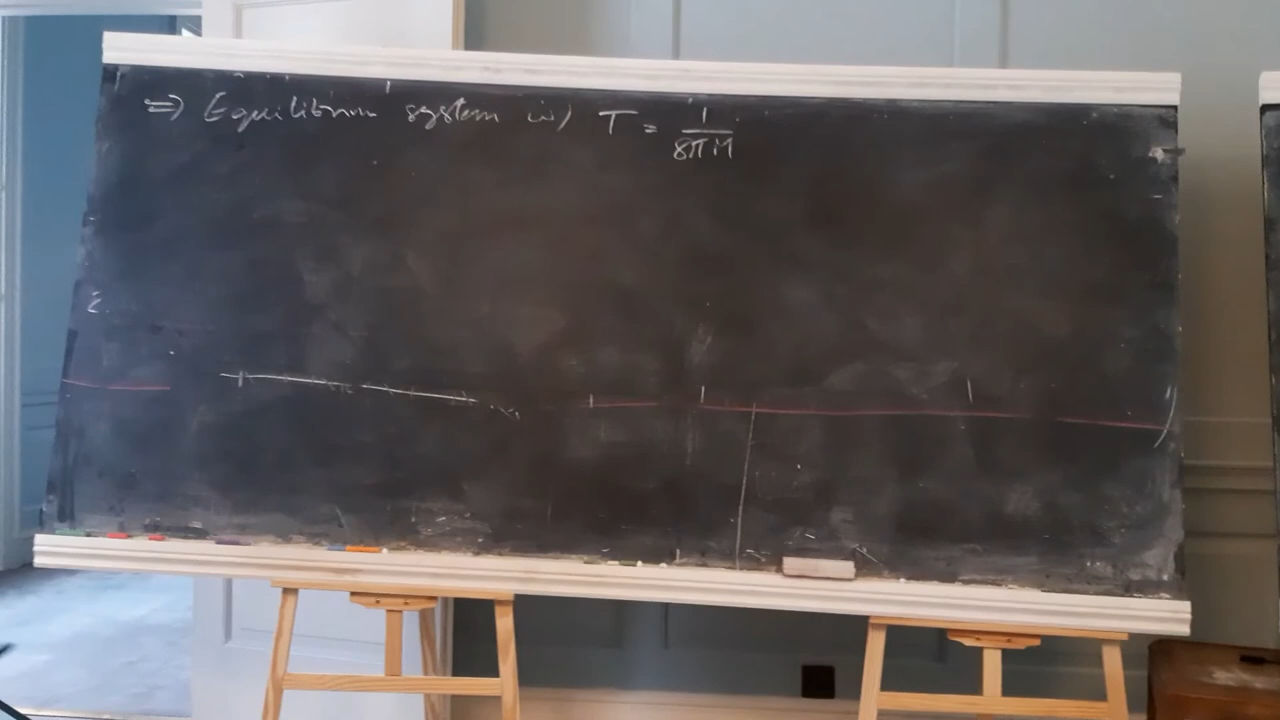 ⇒ Equilibrium system w) T = 1/8πM